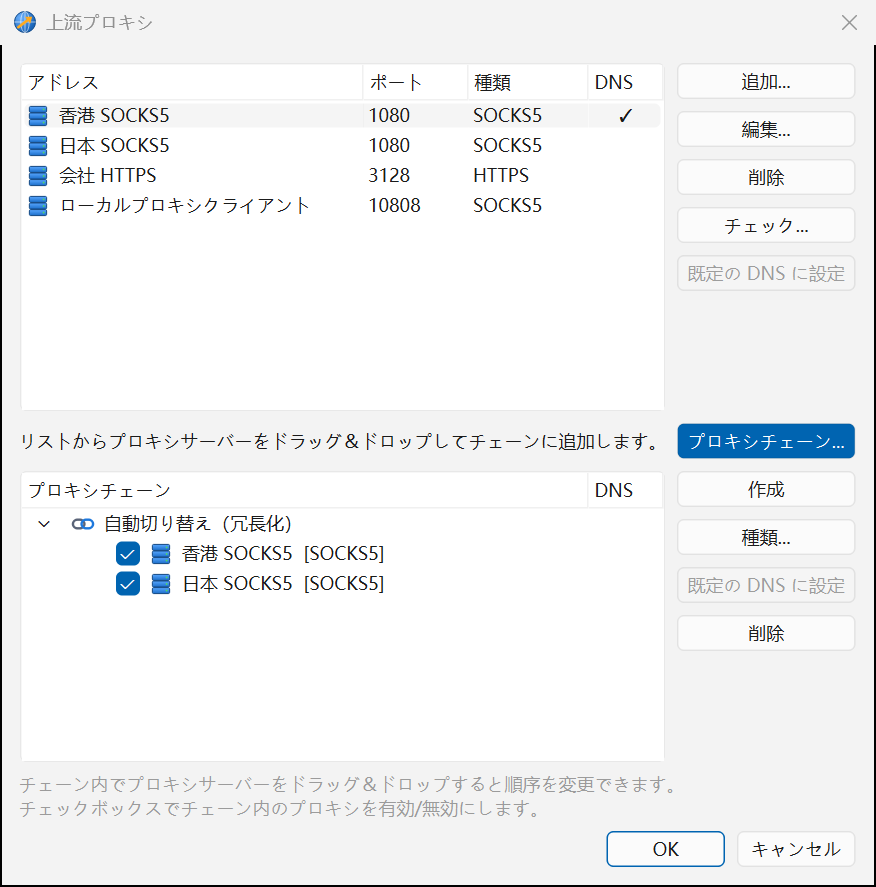 上流プロキシ
アドレス ポート 種類 DNS
香港 SOCKS5 1080 SOCKS5 ✓
日本 SOCKS5 1080 SOCKS5
会社 HTTPS 3128 HTTPS
ローカルプロキシクライアント 10808 SOCKS5
追加...
編集...
削除
チェック...
既定の DNS に設定
リストからプロキシサーバーをドラッグ＆ドロップしてチェーンに追加します。
プロキシチェーン...
プロキシチェーン DNS
自動切り替え（冗長化）
香港 SOCKS5 [SOCKS5]
日本 SOCKS5 [SOCKS5]
作成
種類...
既定の DNS に設定
削除
チェーン内でプロキシサーバーをドラッグ＆ドロップすると順序を変更できます。
チェックボックスでチェーン内のプロキシを有効/無効にします。
OK
キャンセル